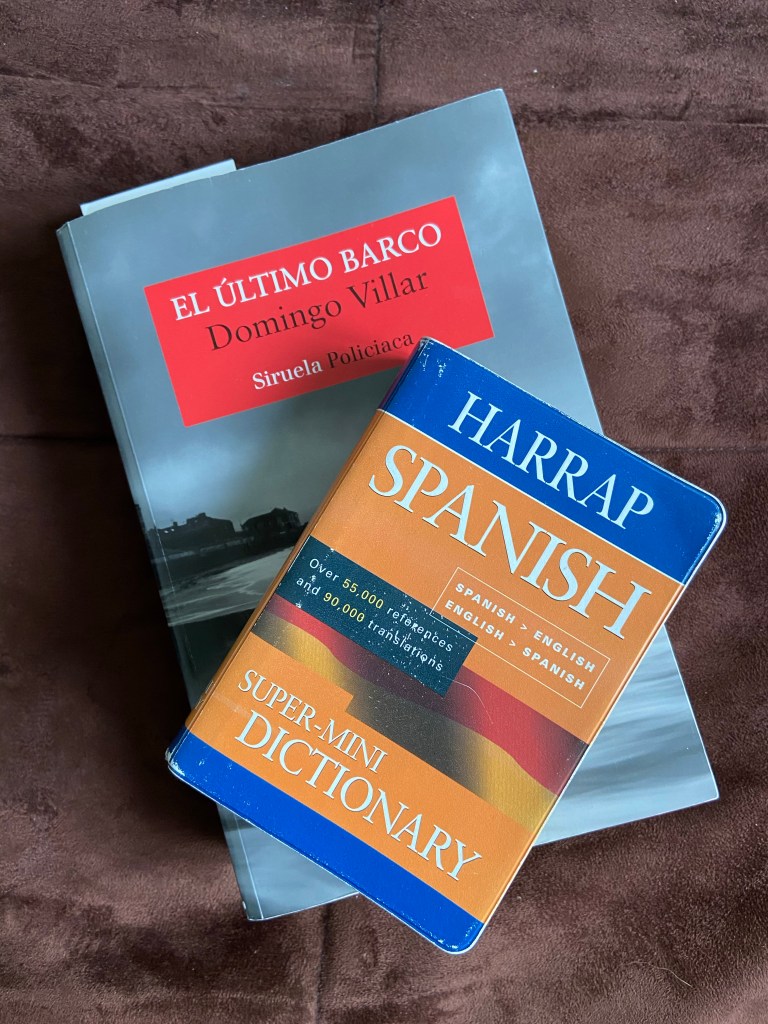 EL ÚLTIMO BARCO
Domingo Villar
Siruela Policiaca
HARRAP
SPANISH
SPANISH > ENGLISH
ENGLISH > SPANISH
Over 55,000 references
and 90,000 translations
SUPER-MINI
DICTIONARY